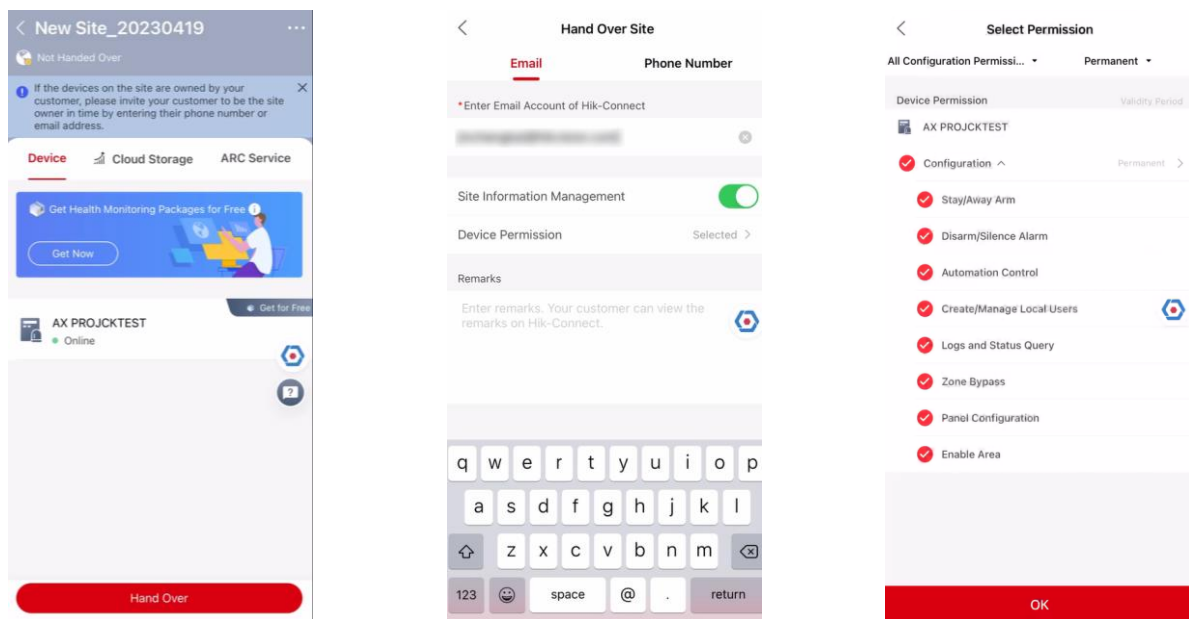 New Site_20230419
Not Handed Over
If the devices on the site are owned by your
customer, please invite your customer to be the site
owner in time by entering their phone number or
email address.
Device
Cloud Storage
ARC Service
Get Health Monitoring Packages for Free
Get Now
Get for Free
AX PROJCKTEST
Online
Hand Over
Hand Over Site
Email
Phone Number
*Enter Email Account of Hik-Connect
Site Information Management
Device Permission
Selected
Remarks
Enter remarks. Your customer can view the
remarks on Hik-Connect.
q w e r t y u i o p
a s d f g h j k l
z x c v b n m
123 space @ . return
Select Permission
All Configuration Permissi...
Permanent
Device Permission
Validity Period
AX PROJCKTEST
Configuration
Permanent
Stay/Away Arm
Disarm/Silence Alarm
Automation Control
Create/Manage Local Users
Logs and Status Query
Zone Bypass
Panel Configuration
Enable Area
OK